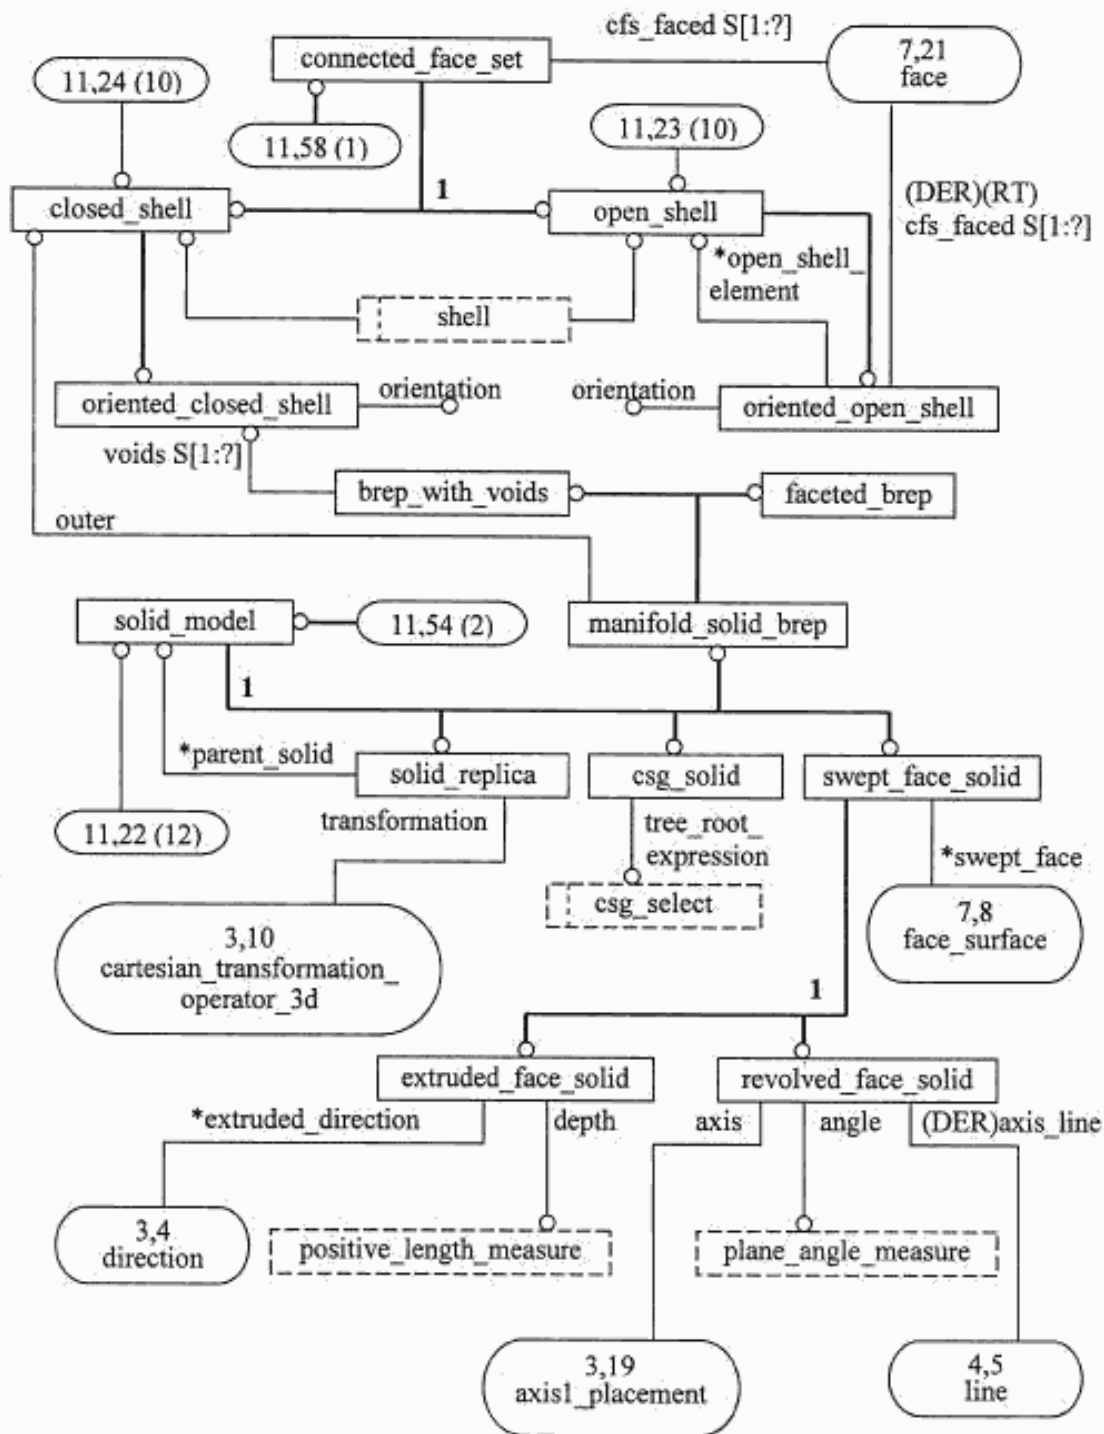 cfs_faced S[1:?]
connected_face_set
7,21
face
11,24 (10)
11,58 (1)
11,23 (10)
1
closed_shell
open_shell
(DER)(RT)
cfs_faced S[1:?]
*open_shell_
element
shell
oriented_closed_shell
orientation
orientation
oriented_open_shell
voids S[1:?]
brep_with_voids
faceted_brep
outer
solid_model
11,54 (2)
manifold_solid_brep
1
*parent_solid
solid_replica
csg_solid
swept_face_solid
11,22 (12)
transformation
tree_root_
expression
*swept_face
csg_select
7,8
face_surface
3,10
cartesian_transformation_
operator_3d
1
extruded_face_solid
revolved_face_solid
*extruded_direction
depth
axis
angle
(DER)axis_line
3,4
direction
positive_length_measure
plane_angle_measure
3,19
axis1_placement
4,5
line